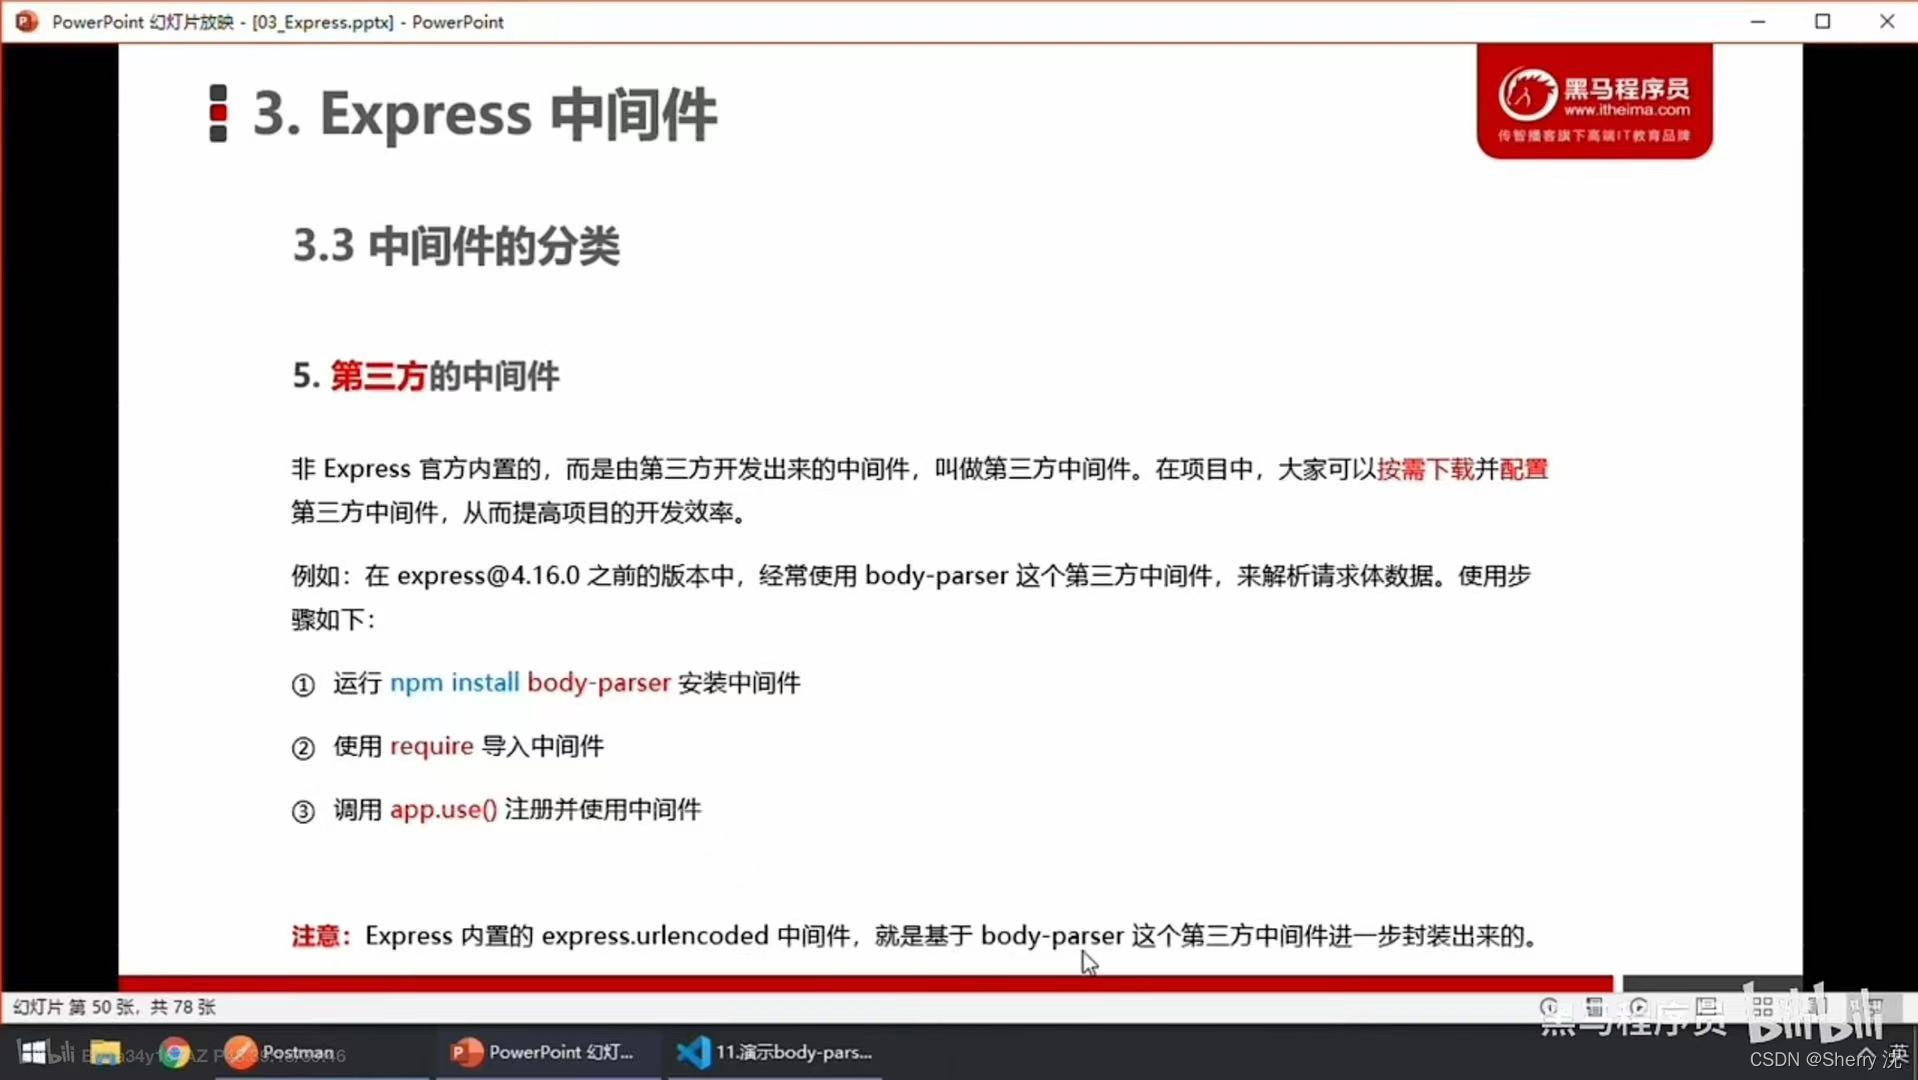 PowerPoint 幻灯片放映 - [03_Express.pptx] - PowerPoint
3. Express 中间件
黑马程序员
www.itheima.com
传智播客旗下高端IT教育品牌
3.3 中间件的分类
5. 第三方的中间件
非 Express 官方内置的，而是由第三方开发出来的中间件，叫做第三方中间件。在项目中，大家可以按需下载并配置
第三方中间件，从而提高项目的开发效率。
例如：在 express@4.16.0 之前的版本中，经常使用 body-parser 这个第三方中间件，来解析请求体数据。使用步
骤如下：
① 运行 npm install body-parser 安装中间件
② 使用 require 导入中间件
③ 调用 app.use() 注册并使用中间件
注意：Express 内置的 express.urlencoded 中间件，就是基于 body-parser 这个第三方中间件进一步封装出来的。
幻灯片 第 50 张，共 78 张
黑马程序员 bilibili
Postman
PowerPoint 幻灯...
11.演示body-pars...
英
CSDN @Sherry 沈